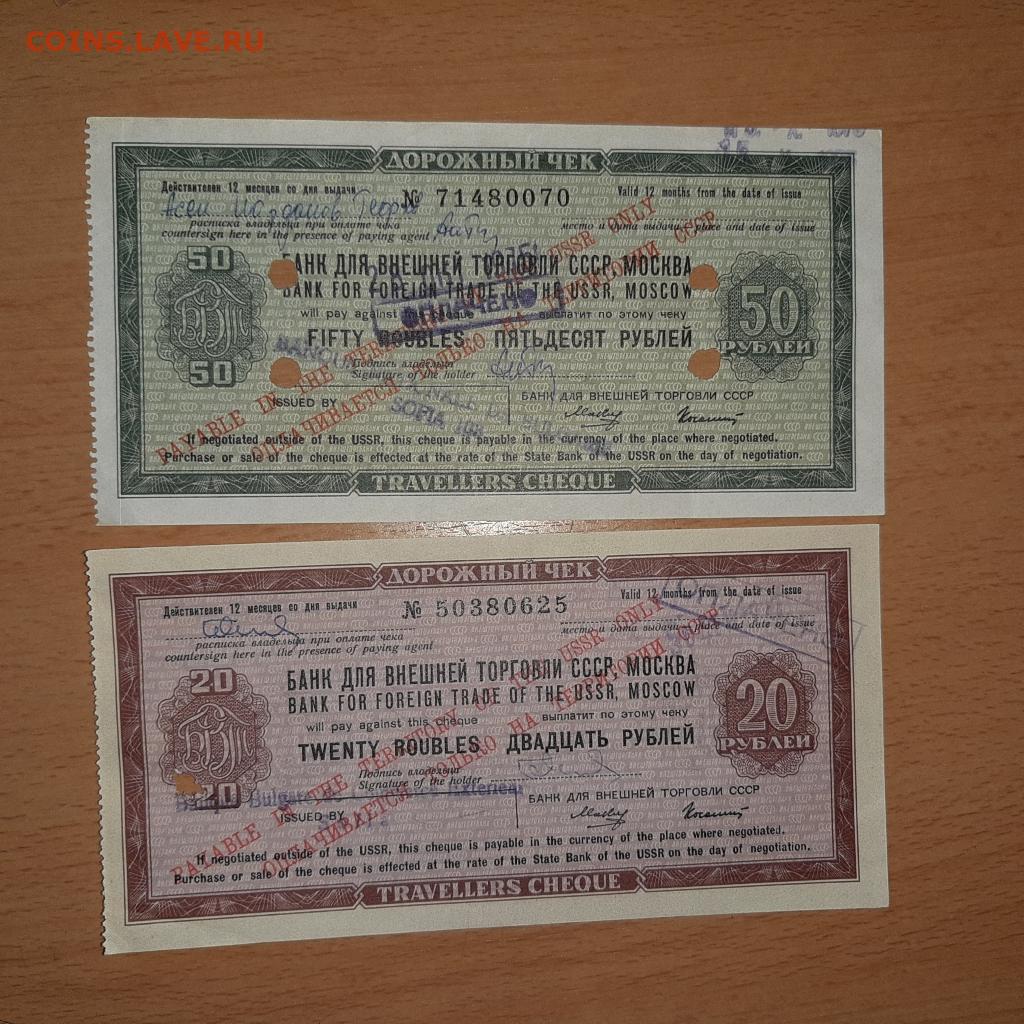 COINS.LAVE.RU
ДОРОЖНЫЙ ЧЕК
Действителен 12 месяцев со дня выдачи
№ 71480070
Valid 12 months from the date of issue
расписка владельца при оплате чека
место и дата выдачи/place and date of issue
countersign here in the presence of paying agent
50
БАНК ДЛЯ ВНЕШНЕЙ ТОРГОВЛИ СССР, МОСКВА
BANK FOR FOREIGN TRADE OF THE USSR, MOSCOW
50
РУБЛЕЙ
will pay against this cheque
выплатит по этому чеку
ОПЛАЧЕНО
FIFTY ROUBLES ПЯТЬДЕСЯТ РУБЛЕЙ
50
Подпись владельца
Signature of the holder
ISSUED BY
БАНК ДЛЯ ВНЕШНЕЙ ТОРГОВЛИ СССР
SOFIA
PAYABLE IN THE TERRITORY OF THE USSR ONLY
ОПЛАЧИВАЕТСЯ ТОЛЬКО НА ТЕРРИТОРИИ СССР
If negotiated outside of the USSR, this cheque is payable in the currency of the place where negotiated.
Purchase or sale of the cheque is effected at the rate of the State Bank of the USSR on the day of negotiation.
TRAVELLERS CHEQUE
ДОРОЖНЫЙ ЧЕК
Действителен 12 месяцев со дня выдачи
№ 50380625
Valid 12 months from the date of issue
расписка владельца при оплате чека
место и дата выдачи/place and date of issue
countersign here in the presence of paying agent
20
БАНК ДЛЯ ВНЕШНЕЙ ТОРГОВЛИ СССР, МОСКВА
BANK FOR FOREIGN TRADE OF THE USSR, MOSCOW
20
РУБЛЕЙ
will pay against this cheque
выплатит по этому чеку
TWENTY ROUBLES ДВАДЦАТЬ РУБЛЕЙ
Подпись владельца
Signature of the holder
20
ISSUED BY
БАНК ДЛЯ ВНЕШНЕЙ ТОРГОВЛИ СССР
PAYABLE IN THE TERRITORY OF THE USSR ONLY
ОПЛАЧИВАЕТСЯ ТОЛЬКО НА ТЕРРИТОРИИ СССР
If negotiated outside of the USSR, this cheque is payable in the currency of the place where negotiated.
Purchase or sale of the cheque is effected at the rate of the State Bank of the USSR on the day of negotiation.
TRAVELLERS CHEQUE